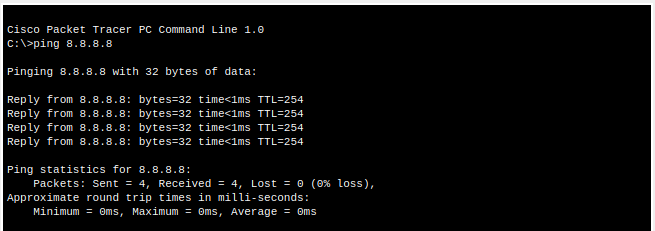 Cisco Packet Tracer PC Command Line 1.0
C:\>ping 8.8.8.8
Pinging 8.8.8.8 with 32 bytes of data:
Reply from 8.8.8.8: bytes=32 time<1ms TTL=254
Reply from 8.8.8.8: bytes=32 time<1ms TTL=254
Reply from 8.8.8.8: bytes=32 time<1ms TTL=254
Reply from 8.8.8.8: bytes=32 time<1ms TTL=254
Ping statistics for 8.8.8.8:
    Packets: Sent = 4, Received = 4, Lost = 0 (0% loss),
Approximate round trip times in milli-seconds:
    Minimum = 0ms, Maximum = 0ms, Average = 0ms